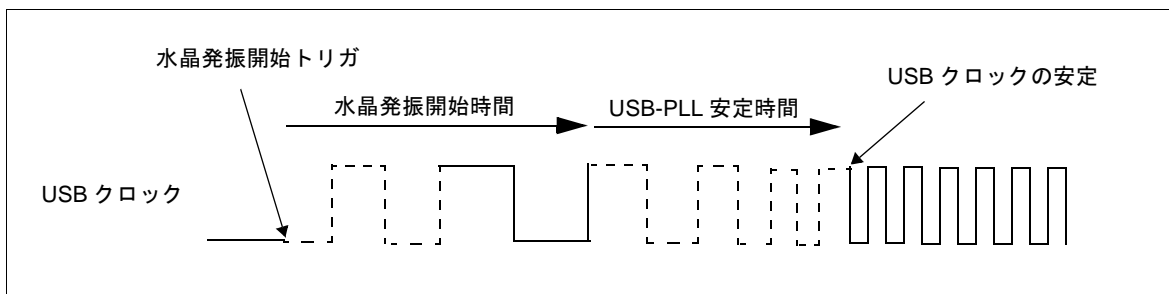 水晶発振開始トリガ
USB クロックの安定
水晶発振開始時間
USB-PLL 安定時間
USB クロック